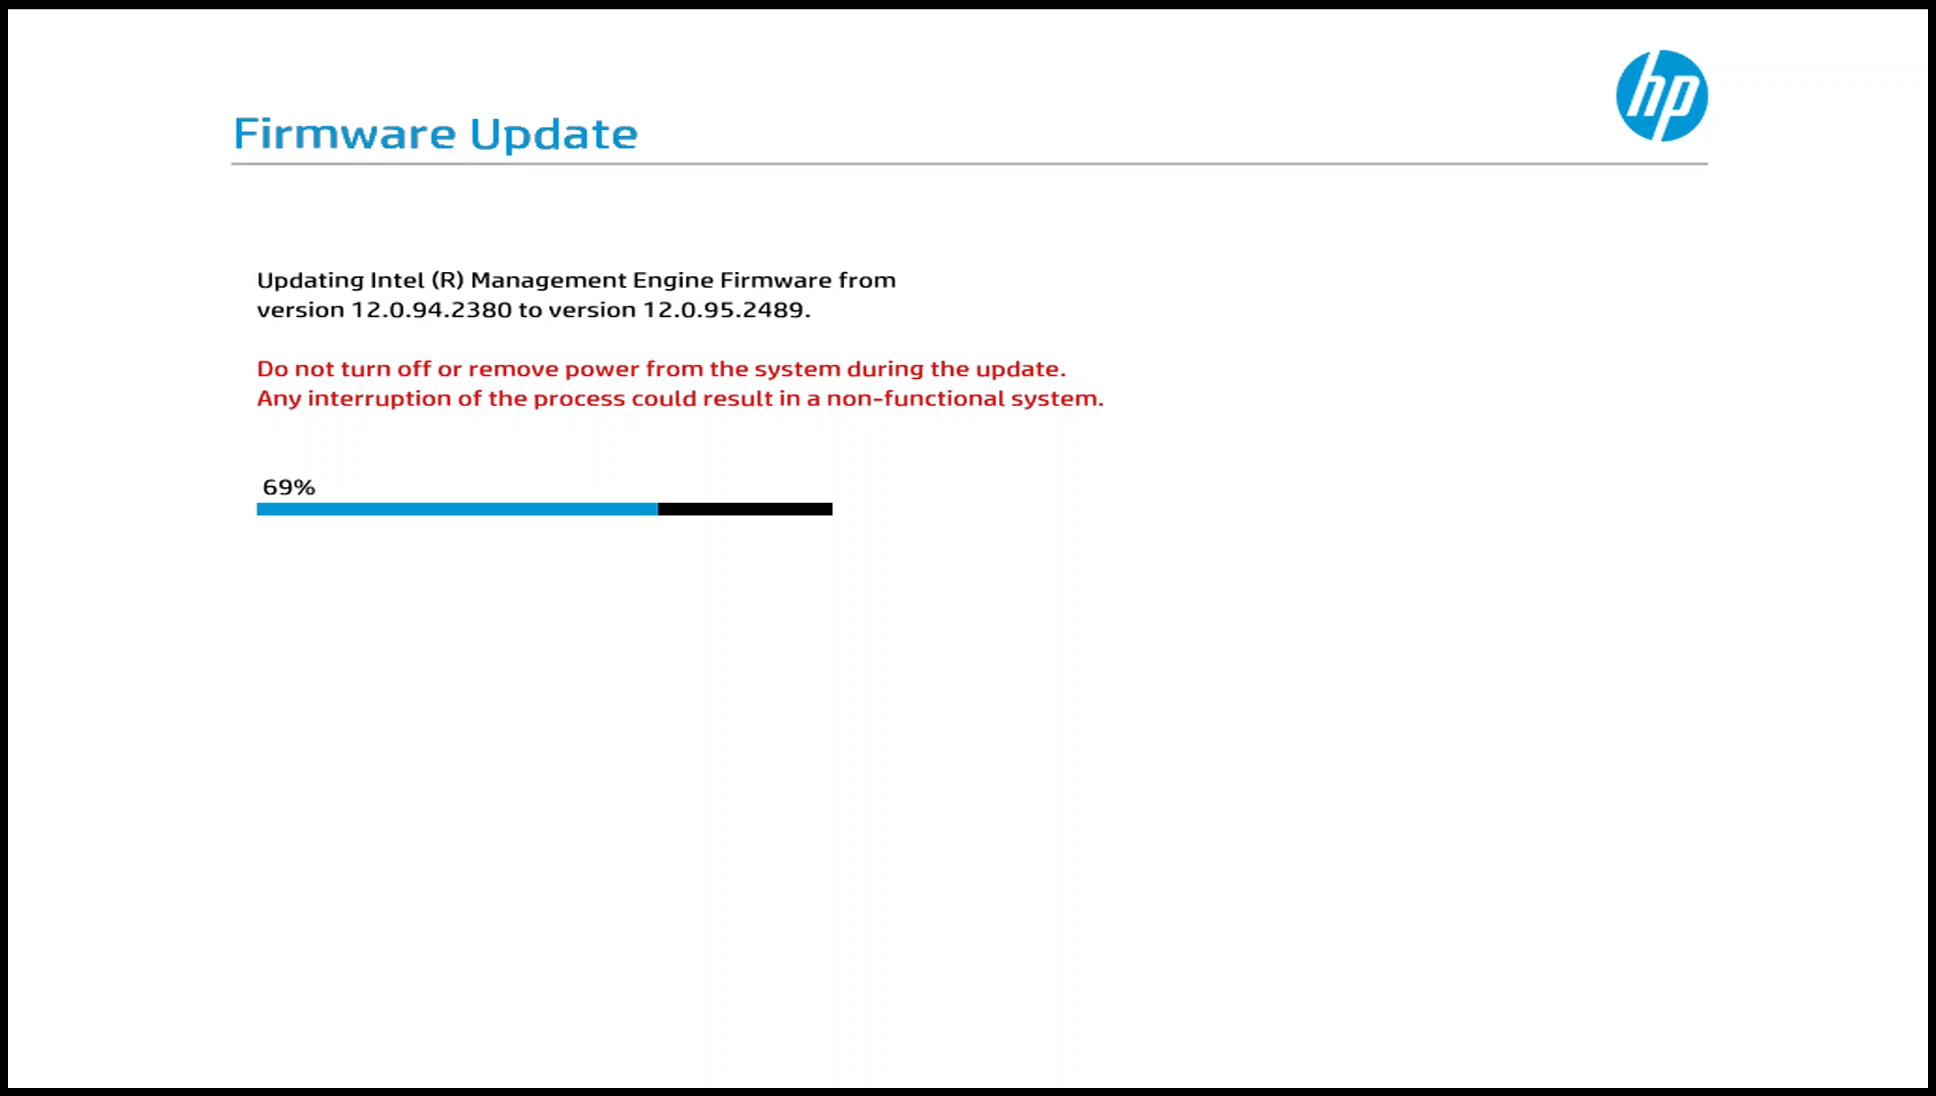 hp
Firmware Update
Updating Intel (R) Management Engine Firmware from
version 12.0.94.2380 to version 12.0.95.2489.
Do not turn off or remove power from the system during the update.
Any interruption of the process could result in a non-functional system.
69%